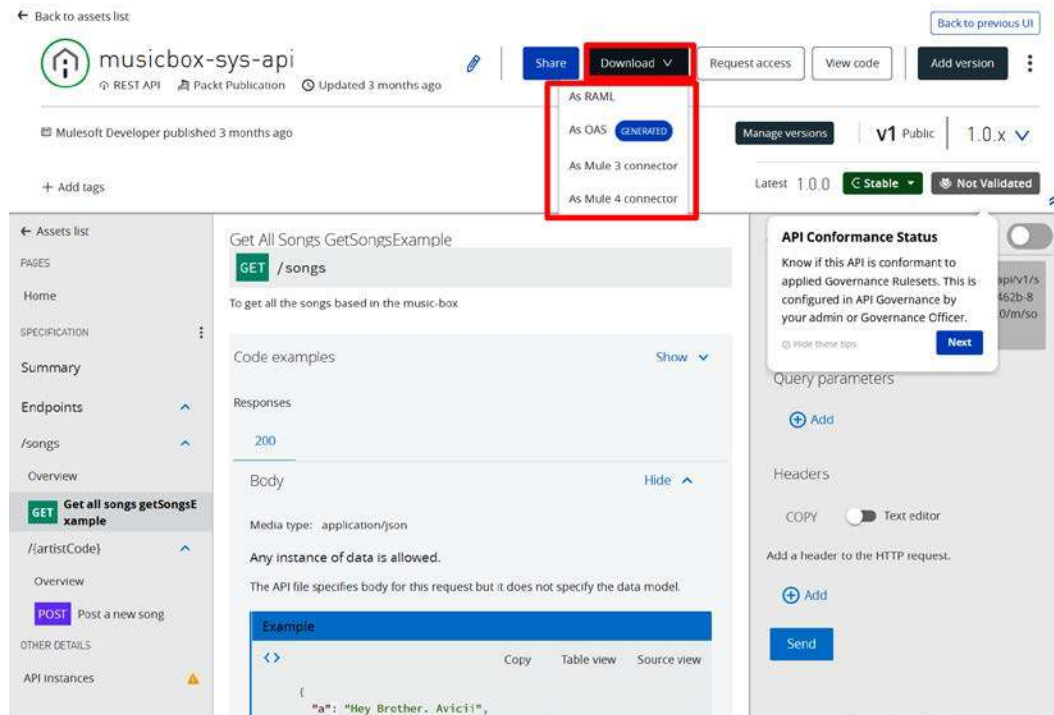 ← Back to assets list
Back to previous UI
musicbox-sys-api
Share
Download
Request access
View code
Add version
REST API Packt Publication Updated 3 months ago
As RAML
As OAS GENERATED
As Mule 3 connector
As Mule 4 connector
Mulesoft Developer published 3 months ago
Manage versions
v1 Public
1.0.x
+ Add tags
Latest 1.0.0
Stable
Not Validated
← Assets list
PAGES
Home
SPECIFICATION
Summary
Endpoints
/songs
Overview
GET Get all songs getSongsE
xample
/{artistCode}
Overview
POST Post a new song
OTHER DETAILS
API instances
Get All Songs GetSongsExample
GET /songs
To get all the songs based in the music-box
Code examples
Show
Responses
200
Body
Hide
Media type: application/json
Any instance of data is allowed.
The API file specifies body for this request but it does not specify the data model.
Example
<>
Copy Table view Source view
{
"a": "Hey Brother. Avicii",
API Conformance Status
Know if this API is conformant to
applied Governance Rulesets. This is
configured in API Governance by
your admin or Governance Officer.
Hide these tips
Next
api/v1/s
462b-8
0/m/so
Query parameters
+ Add
Headers
COPY Text editor
Add a header to the HTTP request.
+ Add
Send